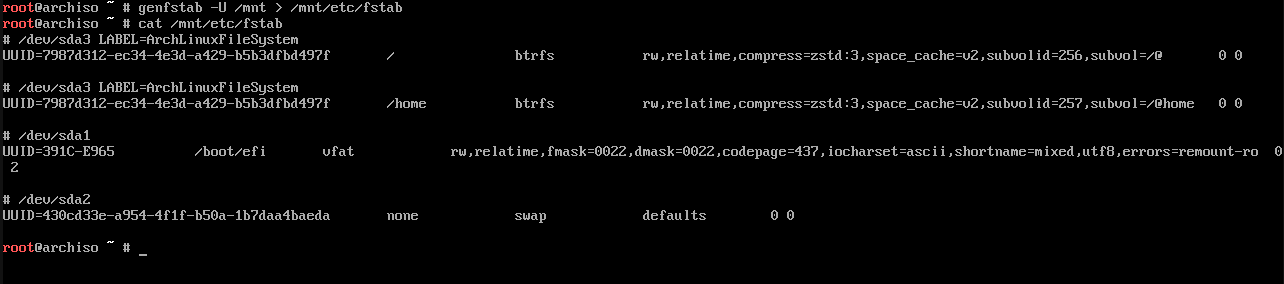 root@archiso ~ # genfstab -U /mnt > /mnt/etc/fstab
root@archiso ~ # cat /mnt/etc/fstab
# /dev/sda3 LABEL=ArchLinuxFileSystem
UUID=7987d312-ec34-4e3d-a429-b5b3dfbd497f / btrfs rw,relatime,compress=zstd:3,space_cache=v2,subvolid=256,subvol=/@ 0 0
# /dev/sda3 LABEL=ArchLinuxFileSystem
UUID=7987d312-ec34-4e3d-a429-b5b3dfbd497f /home btrfs rw,relatime,compress=zstd:3,space_cache=v2,subvolid=257,subvol=/@home 0 0
# /dev/sda1
UUID=391C-E965 /boot/efi vfat rw,relatime,fmask=0022,dmask=0022,codepage=437,iocharset=ascii,shortname=mixed,utf8,errors=remount-ro 0
2
# /dev/sda2
UUID=430cd33e-a954-4f1f-b50a-1b7daa4baeda none swap defaults 0 0
root@archiso ~ # _